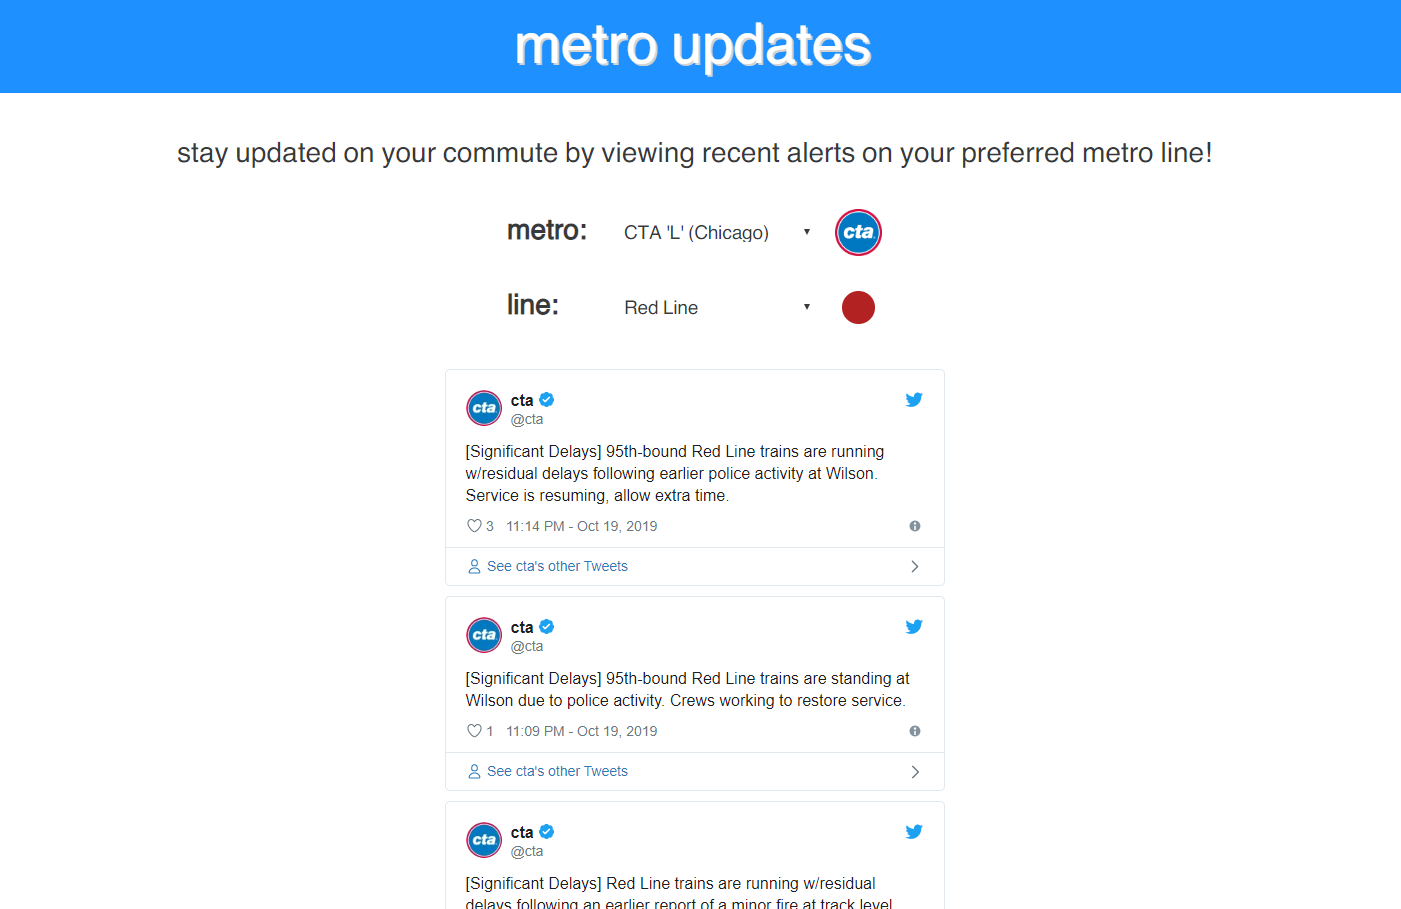 metro updates
stay updated on your commute by viewing recent alerts on your preferred metro line!
metro: CTA 'L' (Chicago) cta
line: Red Line
cta cta
@cta
[Significant Delays] 95th-bound Red Line trains are running
w/residual delays following earlier police activity at Wilson.
Service is resuming, allow extra time.
3 11:14 PM - Oct 19, 2019
See cta's other Tweets
cta cta
@cta
[Significant Delays] 95th-bound Red Line trains are standing at
Wilson due to police activity. Crews working to restore service.
1 11:09 PM - Oct 19, 2019
See cta's other Tweets
cta cta
@cta
[Significant Delays] Red Line trains are running w/residual
delays following an earlier report of a minor fire at track level